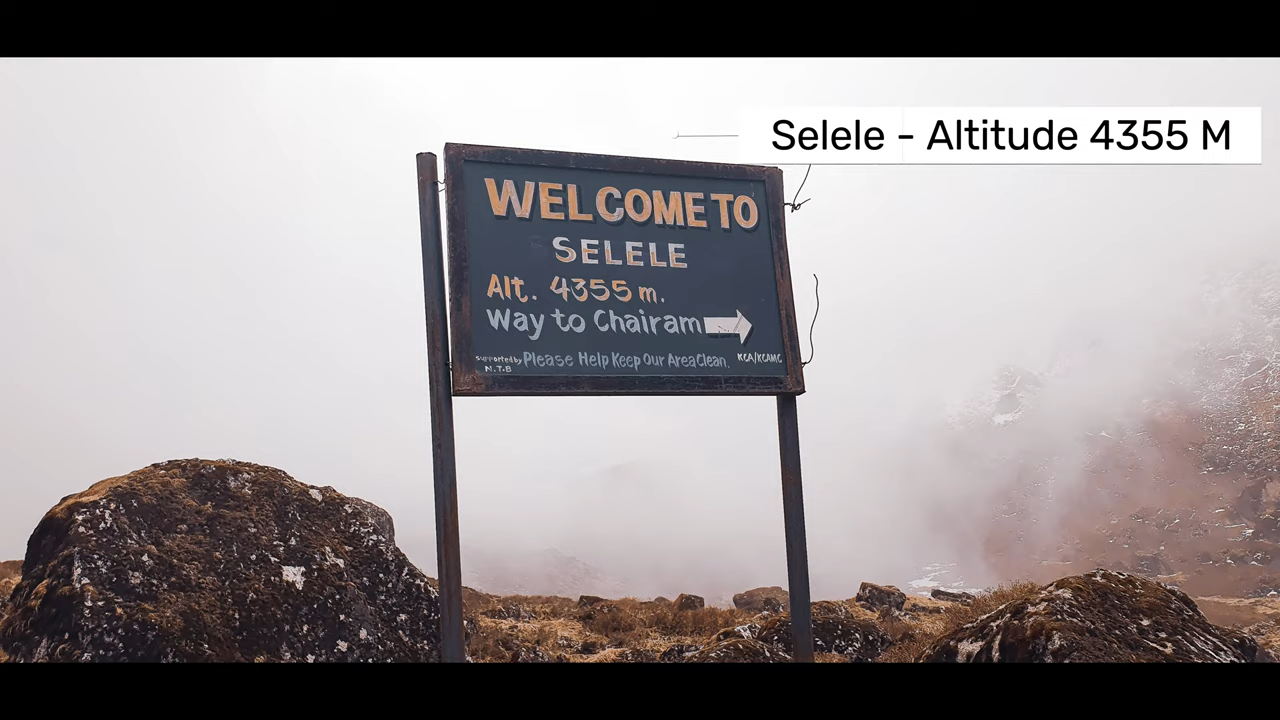 Selele - Altitude 4355 M
WELCOME TO
SELELE
Alt. 4355 m.
Way to Chairam
supported by
N.T.B
Please Help Keep Our Area Clean.
KCA/KCAMC